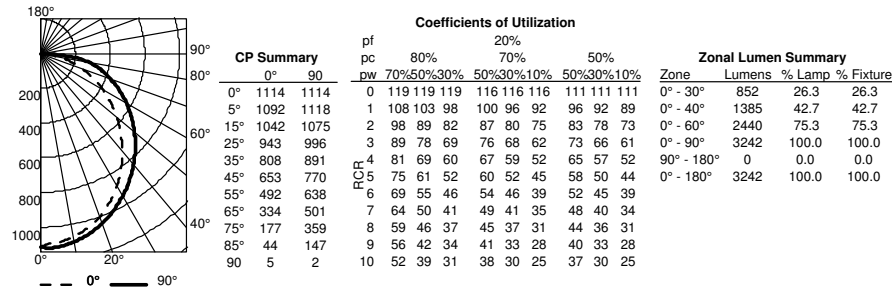 180°
90°
80°
60°
40°
200
400
600
800
1000
0° 20°
0° 90°
CP Summary
0° 90
0° 1114 1114
5° 1092 1118
15° 1042 1075
25° 943 996
35° 808 891
45° 653 770
55° 492 638
65° 334 501
75° 177 359
85° 44 147
90 5 2
Coefficients of Utilization
pf 20%
pc 80% 70% 50%
pw 70%50%30% 50%30%10% 50%30%10%
RCR
0 119 119 119 116 116 116 111 111 111
1 108 103 98 100 96 92 96 92 89
2 98 89 82 87 80 75 83 78 73
3 89 78 69 76 68 62 73 66 61
4 81 69 60 67 59 52 65 57 52
5 75 61 52 60 52 45 58 50 44
6 69 55 46 54 46 39 52 45 39
7 64 50 41 49 41 35 48 40 34
8 59 46 37 45 37 31 44 36 31
9 56 42 34 41 33 28 40 33 28
10 52 39 31 38 30 25 37 30 25
Zonal Lumen Summary
Zone Lumens % Lamp % Fixture
0° - 30° 852 26.3 26.3
0° - 40° 1385 42.7 42.7
0° - 60° 2440 75.3 75.3
0° - 90° 3242 100.0 100.0
90° - 180° 0 0.0 0.0
0° - 180° 3242 100.0 100.0